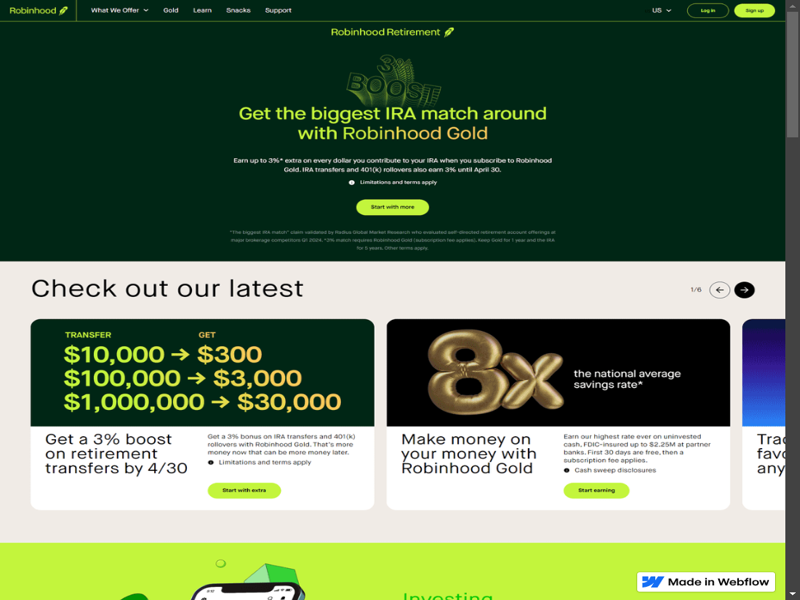 Robinhood
What We Offer
Gold
Learn
Snacks
Support
US
Log in
Sign up
Robinhood Retirement
3%
BOOST
Get the biggest IRA match around
with Robinhood Gold
Earn up to 3%* extra on every dollar you contribute to your IRA when you subscribe to Robinhood
Gold. IRA transfers and 401(k) rollovers also earn 3% until April 30.
Limitations and terms apply
Start with more
"The biggest IRA match" claim validated by Radius Global Market Research who evaluated self-directed retirement account offerings at
major brokerage competitors Q1 2024. *3% match requires Robinhood Gold (subscription fee applies), Keep Gold for 1 year and the IRA
for 5 years. Other terms apply.
Check out our latest
1/6
TRANSFER GET
$10,000 → $300
$100,000 → $3,000
$1,000,000 → $30,000
Get a 3% boost
on retirement
transfers by 4/30
Get a 3% bonus on IRA transfers and 401(k)
rollovers with Robinhood Gold. That's more
money now that can be more money later.
Limitations and terms apply
Start with extra
8x
the national average
savings rate*
Make money on
your money with
Robinhood Gold
Earn our highest rate ever on uninvested
cash, FDIC-insured up to $2.25M at partner
banks. First 30 days are free, then a
subscription fee applies.
Cash sweep disclosures
Start earning
Trad
favo
any
Investing
Made in Webflow